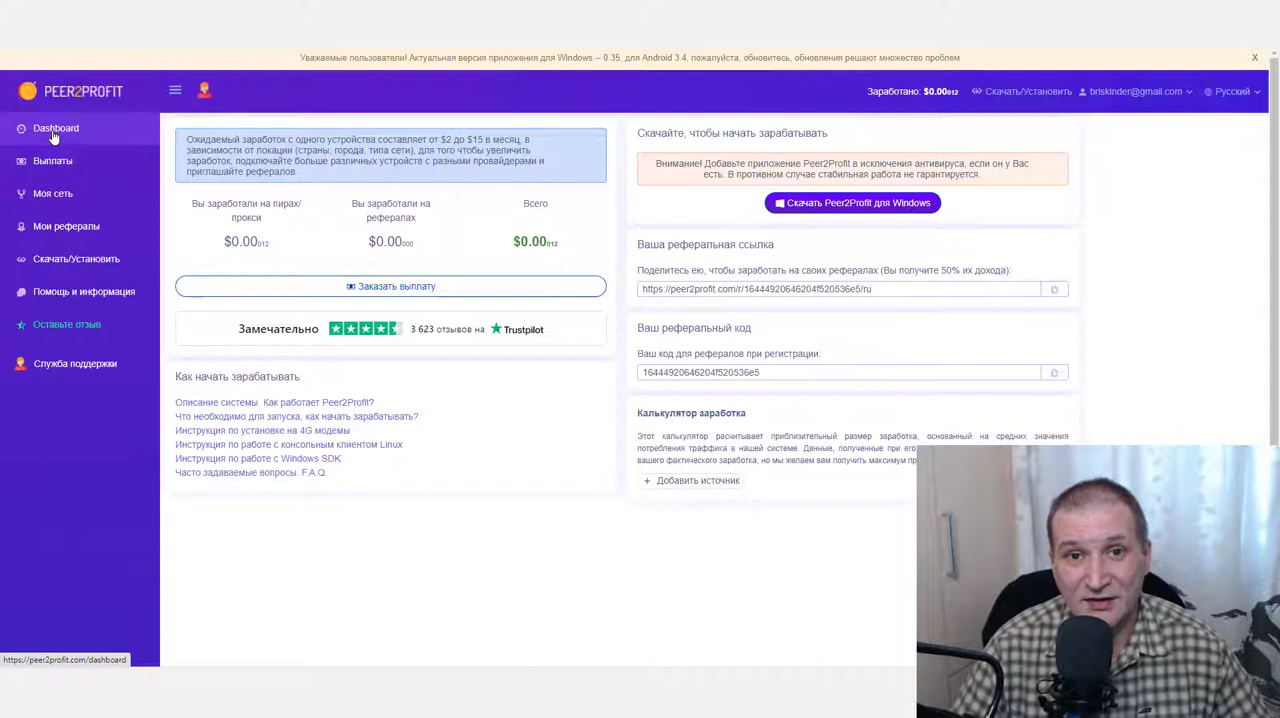 Уважаемые пользователи! Актуальная версия приложения для Windows -- 0.35, для Android 3.4, пожалуйста, обновитесь, обновления решают множество проблем
X
PEER2PROFIT
Заработано: $0.00012
Скачать/Установить
briskinder@gmail.com
Русский
Dashboard
Выплаты
Моя сеть
Мои рефералы
Скачать/Установить
Помощь и информация
Оставьте отзыв
Служба поддержки
Ожидаемый заработок с одного устройства составляет от $2 до $15 в месяц, в
зависимости от локации (страны, города, типа сети), для того чтобы увеличить
заработок, подключайте больше различных устройств с разными провайдерами и
приглашайте рефералов
Вы заработали на пирах/
прокси
$0.00012
Вы заработали на
рефералах
$0.00000
Всего
$0.00012
Заказать выплату
Замечательно
3 623 отзывов на
Trustpilot
Как начать зарабатывать
Описание системы. Как работает Peer2Profit?
Что необходимо для запуска, как начать зарабатывать?
Инструкция по установке на 4G модемы
Инструкция по работе с консольным клиентом Linux
Инструкция по работе с Windows SDK
Часто задаваемые вопросы. F.A.Q.
Скачайте, чтобы начать зарабатывать
Внимание! Добавьте приложение Peer2Profit в исключения антивируса, если он у Вас
есть. В противном случае стабильная работа не гарантируется.
Скачать Peer2Profit для Windows
Ваша реферальная ссылка
Поделитесь ею, чтобы заработать на своих рефералах (Вы получите 50% их дохода):
https://peer2profit.com/r/16444920646204f520536e5/ru
Ваш реферальный код
Ваш код для рефералов при регистрации:
16444920646204f520536e5
Калькулятор заработка
Этот калькулятор расчитывает приблизительный размер заработка, основанный на средних значения
потребления траффика в нашей системе. Данные, полученные при его
вашего фактического заработка, но мы желаем вам получить максимум
+ Добавить источник
https://peer2profit.com/dashboard